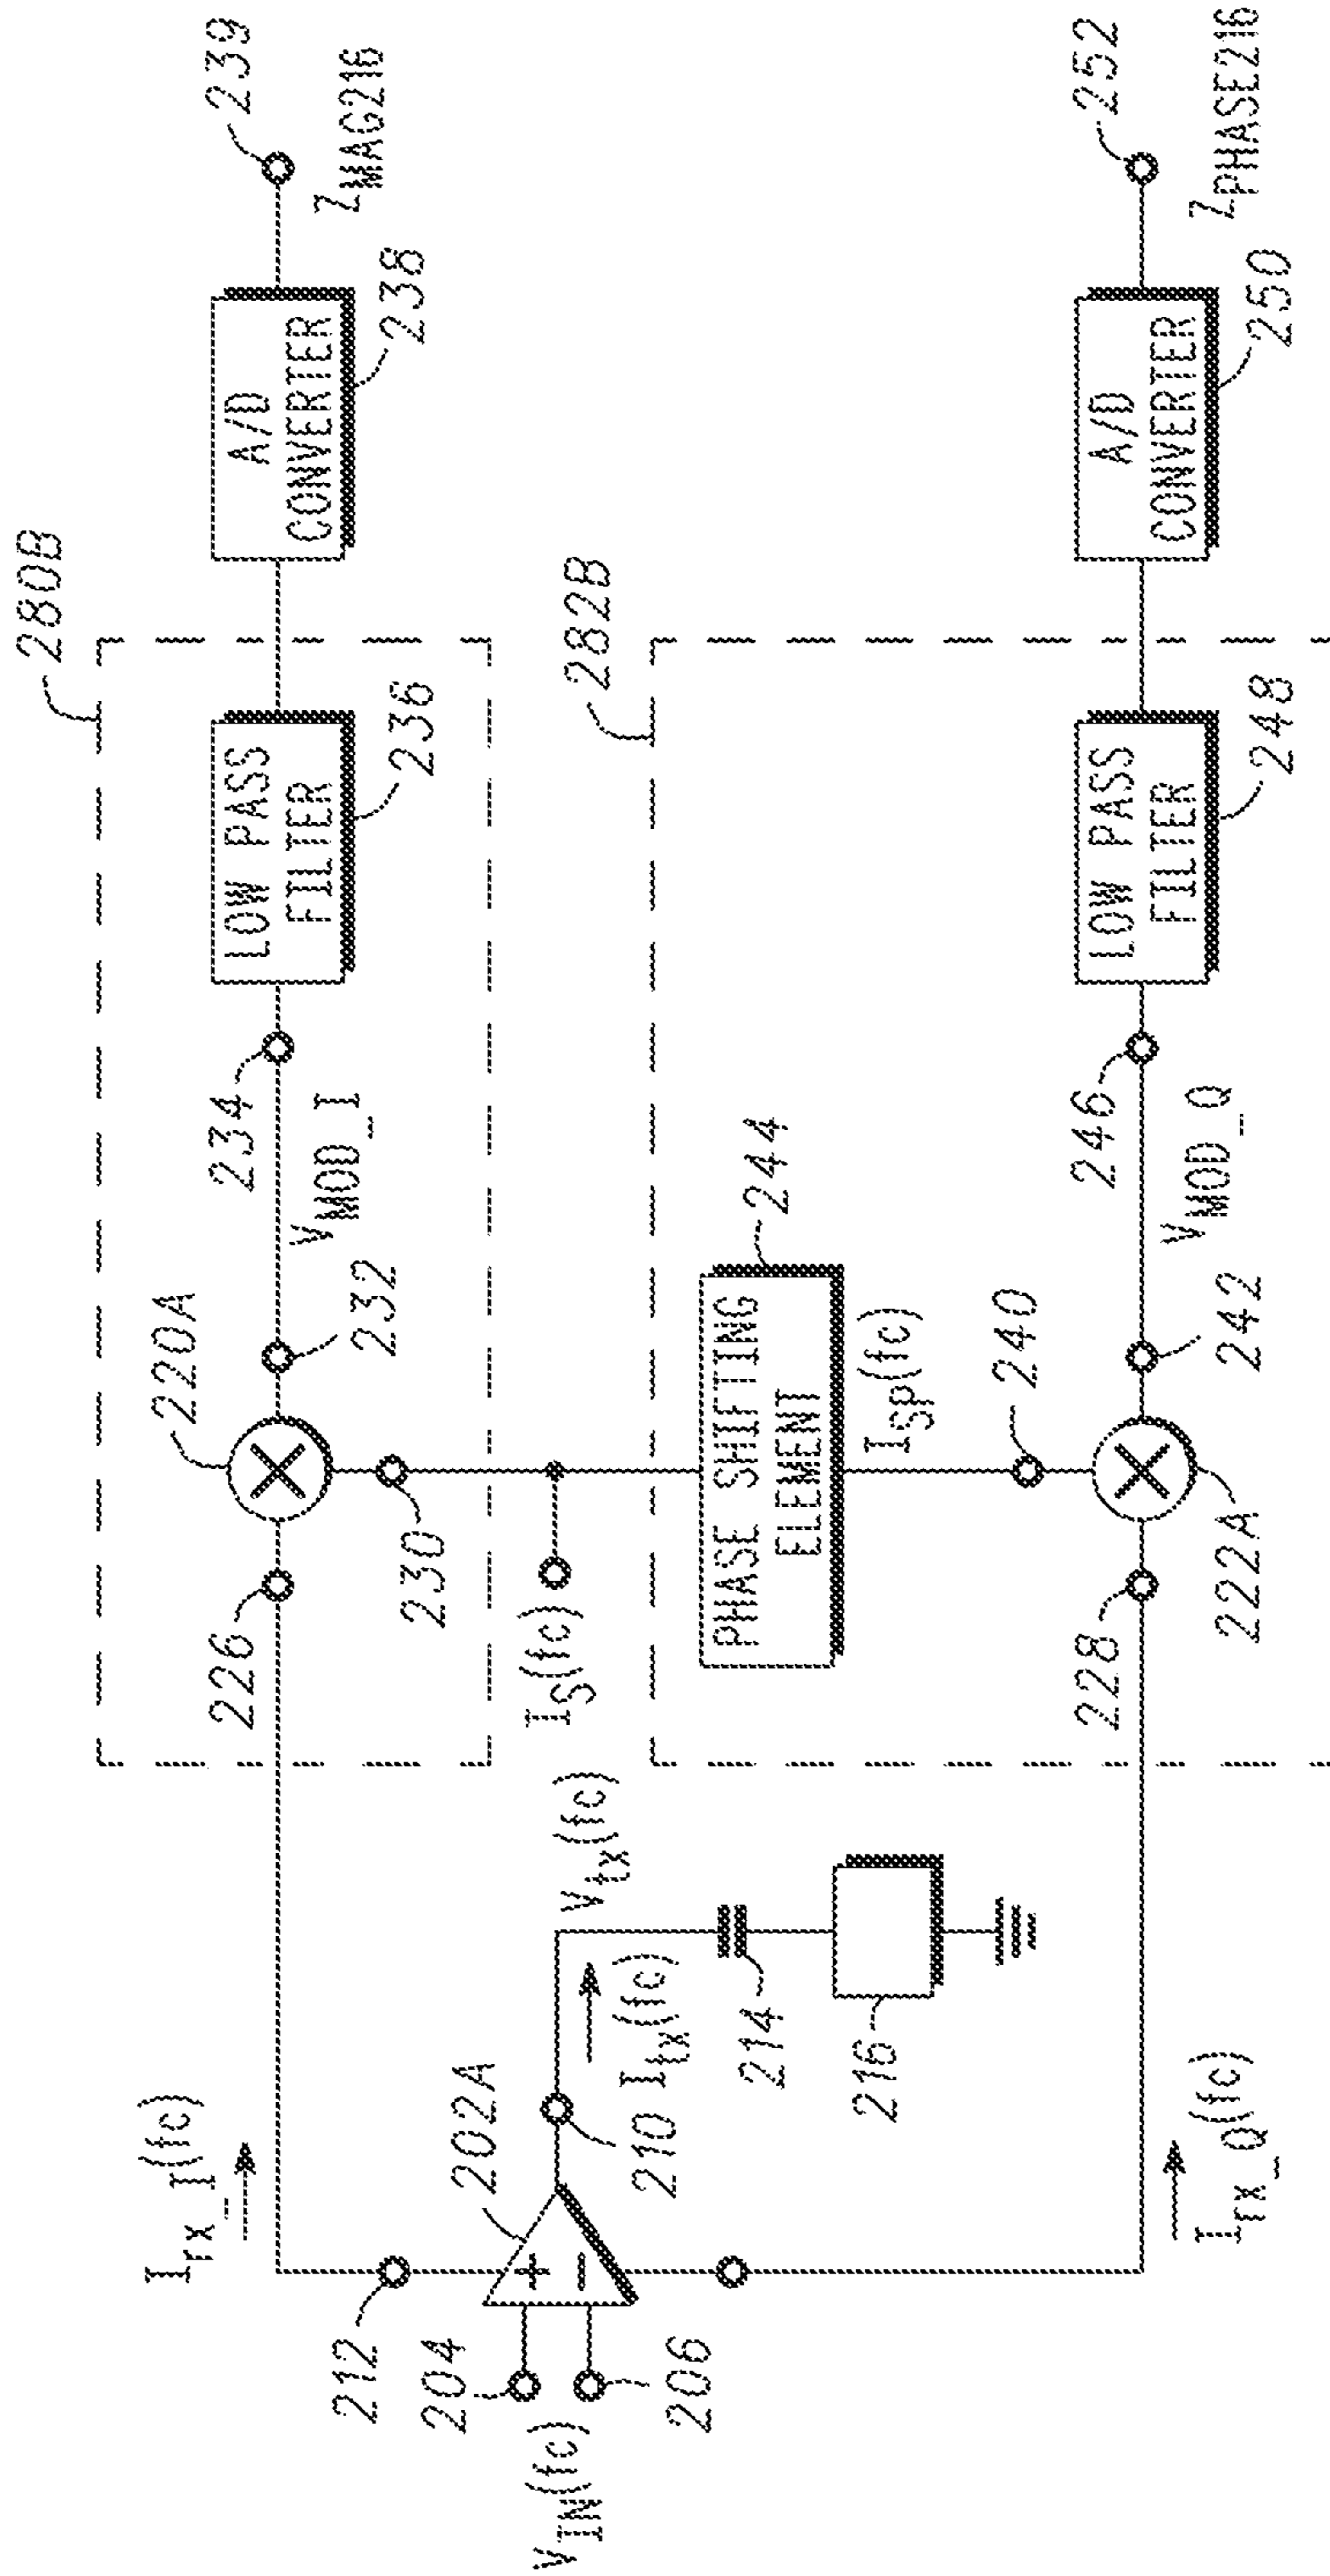 280B
220A
239
I_rx_I(fc)
226
232
234
V_MOD_I
LOW PASS
FILTER
236
A/D
CONVERTER
238
Z_MAG216
212
230
202A
204
V_IN(fc)
206
210
I_tx(fc)
V_tx(fc)
I_S(fc)
282B
214
216
PHASE SHIFTING
ELEMENT
244
I_sp(fc)
240
228
222A
242
246
V_MOD_Q
LOW PASS
FILTER
248
A/D
CONVERTER
250
252
Z_PHASE216
I_rx_Q(fc)
+
−